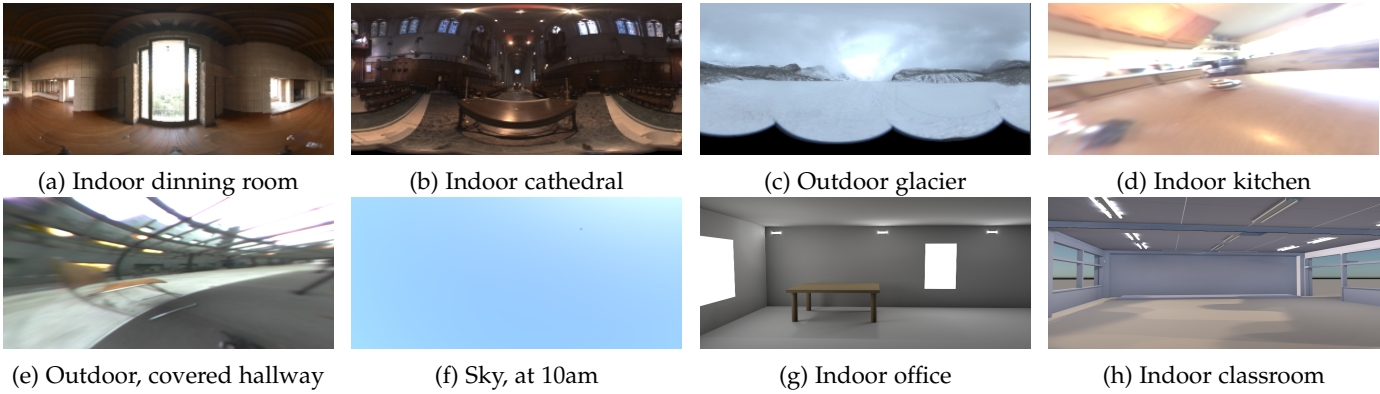 (a) Indoor dinning room
(b) Indoor cathedral
(c) Outdoor glacier
(d) Indoor kitchen
(e) Outdoor, covered hallway
(f) Sky, at 10am
(g) Indoor office
(h) Indoor classroom